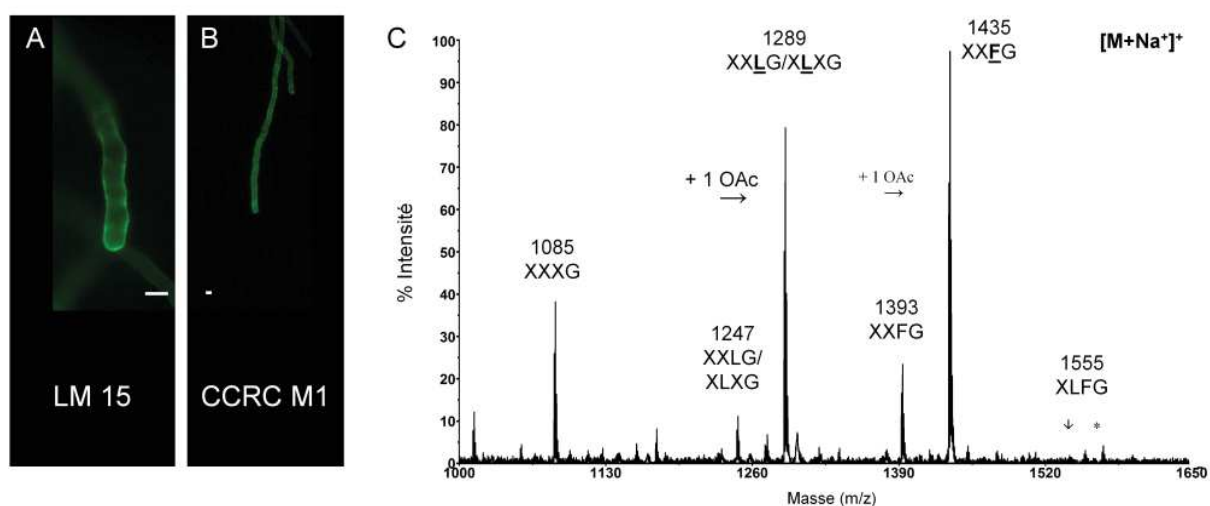 A
LM 15
B
CCRC M1
C
[M+Na⁺]⁺
% Intensité
100
90
80
70
60
50
40
30
20
10
0
1085
XXXG
1247
XXLG/
XLXG
+ 1 OAc
→
1289
XXLG/XLXG
1393
XXFG
+ 1 OAc
→
1435
XXFG
1555
XLFG
↓ *
1000 1130 1260 1390 1520 1650
Masse (m/z)